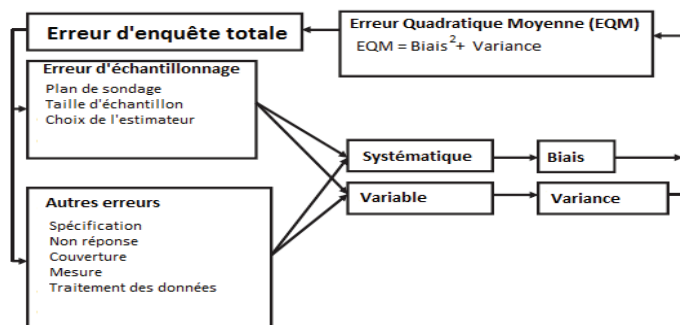 Erreur d'enquête totale
Erreur Quadratique Moyenne (EQM)
EQM = Biais² + Variance
Erreur d'échantillonnage
Plan de sondage
Taille d'échantillon
Choix de l'estimateur
Systématique
Biais
Variable
Variance
Autres erreurs
Spécification
Non réponse
Couverture
Mesure
Traitement des données